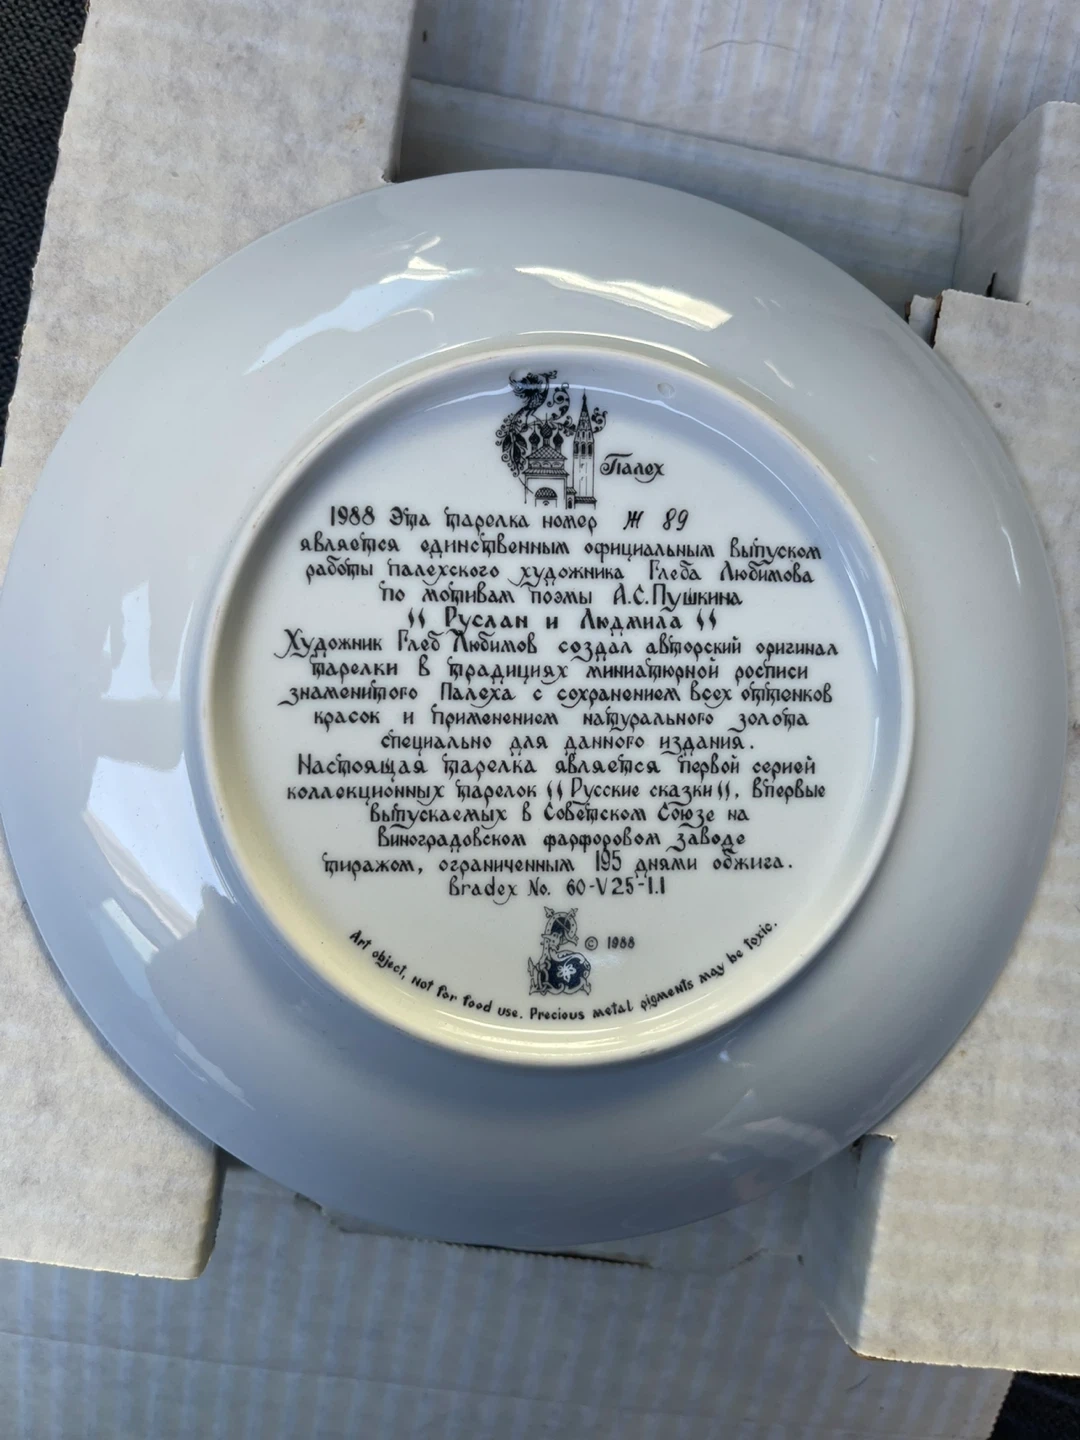 Палех
1988 Эта тарелка номер Ж 89
является единственным официальным выпуском
работы палехского художника Глеба Любимова
по мотивам поэмы А.С.Пушкина
"Руслан и Людмила"
Художник Глеб Любимов создал авторский оригинал
тарелки в традициях миниатюрной росписи
знаменитого Палеха с сохранением всех оттенков
красок и применением натурального золота
специально для данного издания.
Настоящая тарелка является первой серией
коллекционных тарелок "Русские сказки", впервые
выпускаемых в Советском Союзе на
Виноградовском фарфоровом заводе
тиражом, ограниченным 195 днями обжига.
Bradex No. 60-V25-1.1
© 1988
Art object, not for food use. Precious metal pigments may be toxic.